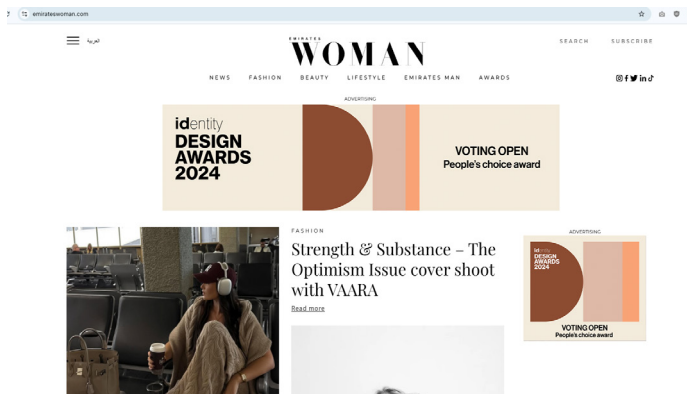 emirateswoman.com
العربية
EMIRATES
WOMAN
SEARCH
SUBSCRIBE
NEWS
FASHION
BEAUTY
LIFESTYLE
EMIRATES MAN
AWARDS
ADVERTISING
identity
DESIGN
AWARDS
2024
VOTING OPEN
People's choice award
FASHION
Strength & Substance – The
Optimism Issue cover shoot
with VAARA
Read more
ADVERTISING
identity
DESIGN
AWARDS
2024
VOTING OPEN
People's choice award